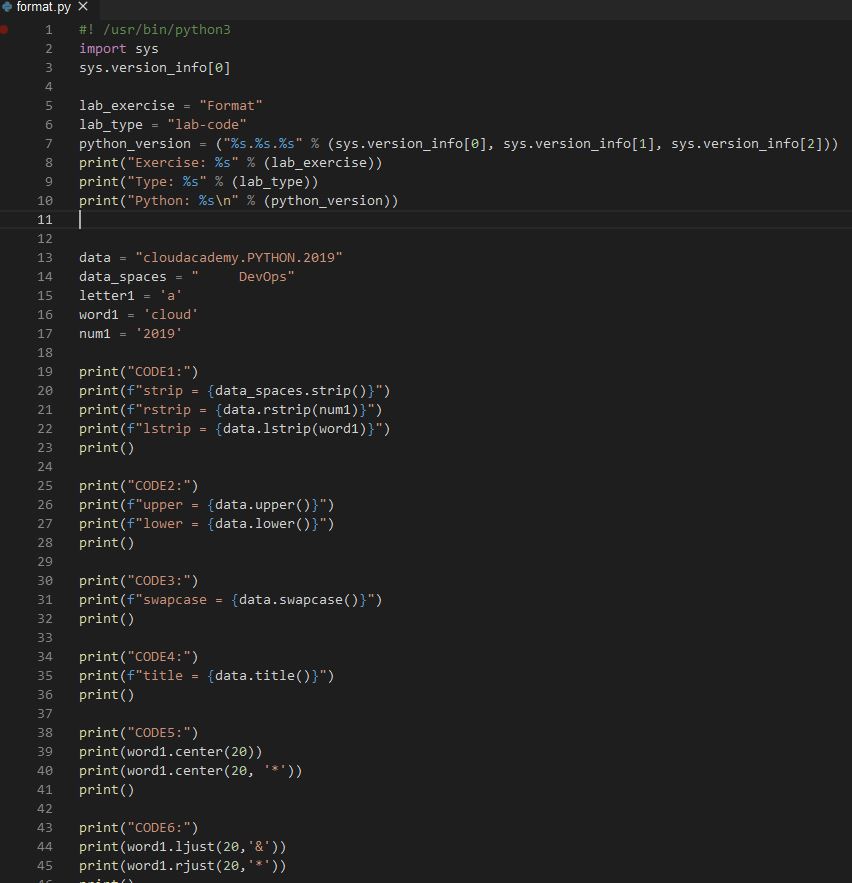 format.py ×
1 #! /usr/bin/python3
2 import sys
3 sys.version_info[0]
4
5 lab_exercise = "Format"
6 lab_type = "lab-code"
7 python_version = ("%s.%s.%s" % (sys.version_info[0], sys.version_info[1], sys.version_info[2]))
8 print("Exercise: %s" % (lab_exercise))
9 print("Type: %s" % (lab_type))
10 print("Python: %s\n" % (python_version))
11
12
13 data = "cloudacademy.PYTHON.2019"
14 data_spaces = "     DevOps"
15 letter1 = 'a'
16 word1 = 'cloud'
17 num1 = '2019'
18
19 print("CODE1:")
20 print(f"strip = {data_spaces.strip()}")
21 print(f"rstrip = {data.rstrip(num1)}")
22 print(f"lstrip = {data.lstrip(word1)}")
23 print()
24
25 print("CODE2:")
26 print(f"upper = {data.upper()}")
27 print(f"lower = {data.lower()}")
28 print()
29
30 print("CODE3:")
31 print(f"swapcase = {data.swapcase()}")
32 print()
33
34 print("CODE4:")
35 print(f"title = {data.title()}")
36 print()
37
38 print("CODE5:")
39 print(word1.center(20))
40 print(word1.center(20, '*'))
41 print()
42
43 print("CODE6:")
44 print(word1.ljust(20,'&'))
45 print(word1.rjust(20,'*'))